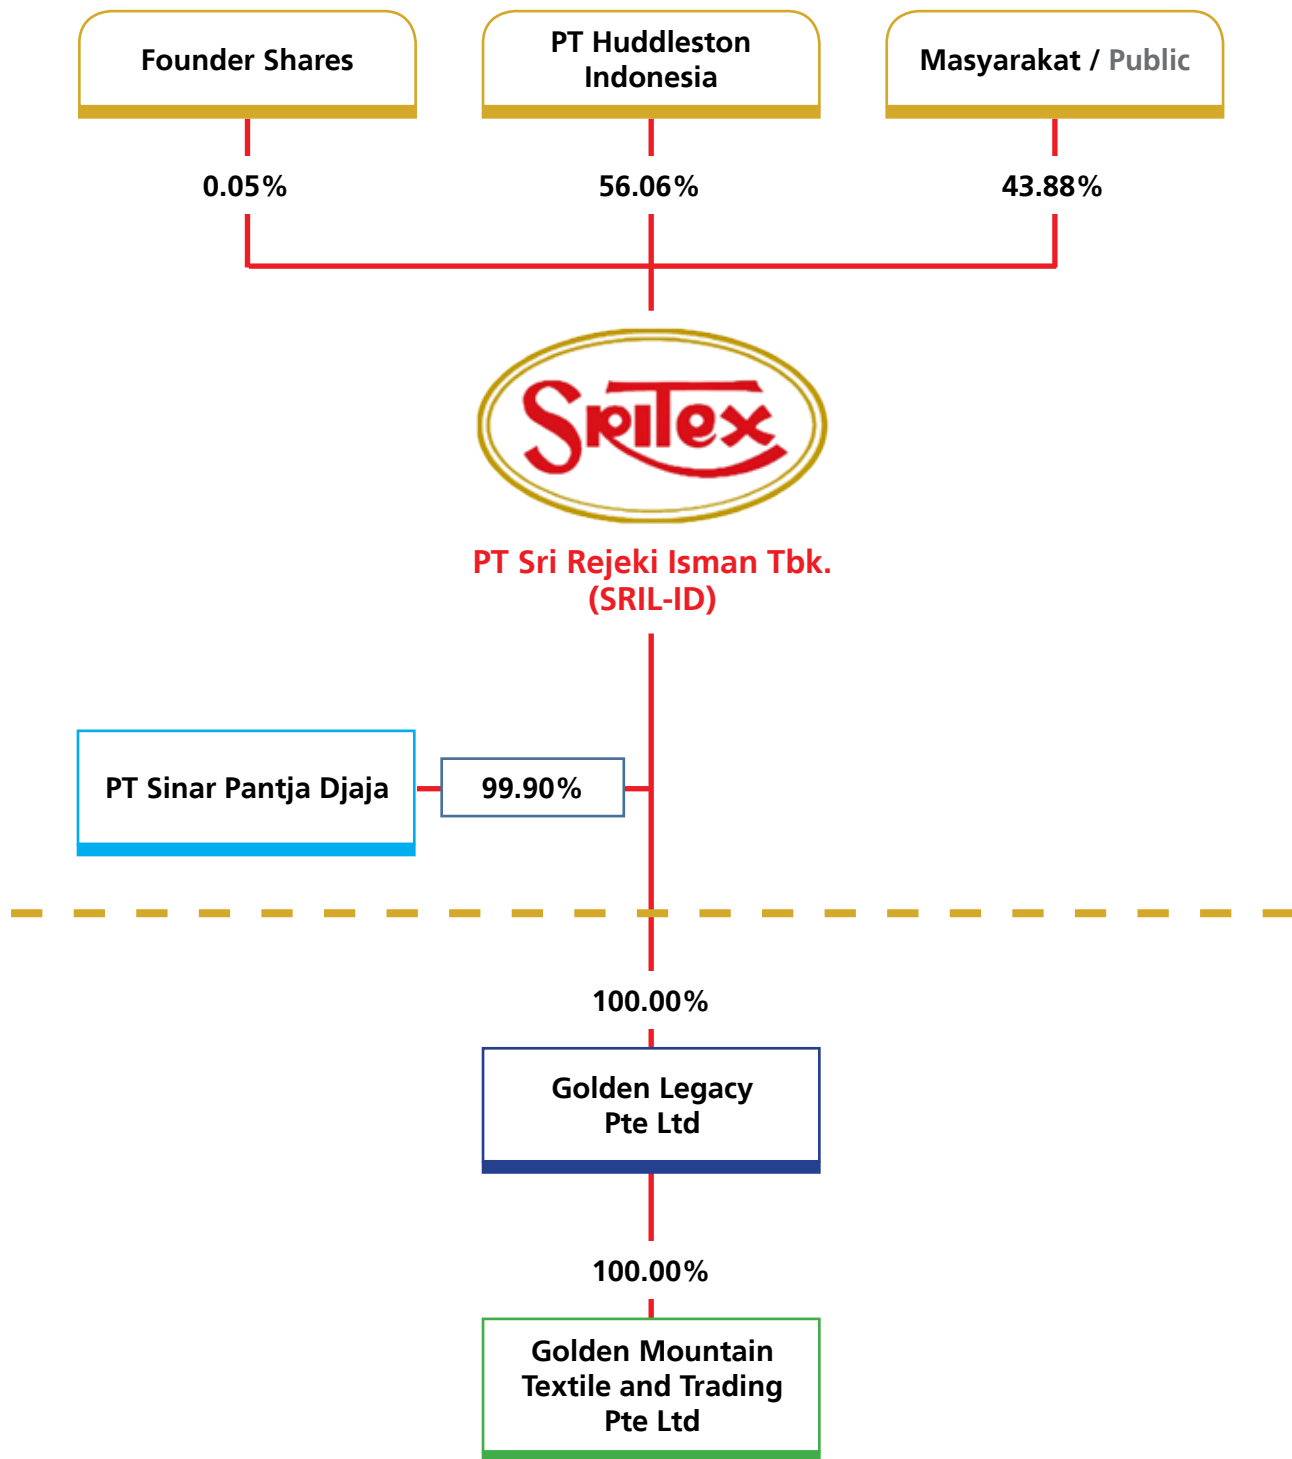 Founder Shares
PT Huddleston
Indonesia
Masyarakat / Public
0.05%
56.06%
43.88%
SRITEX
PT Sri Rejeki Isman Tbk.
(SRIL-ID)
PT Sinar Pantja Djaja
99.90%
100.00%
Golden Legacy
Pte Ltd
100.00%
Golden Mountain
Textile and Trading
Pte Ltd